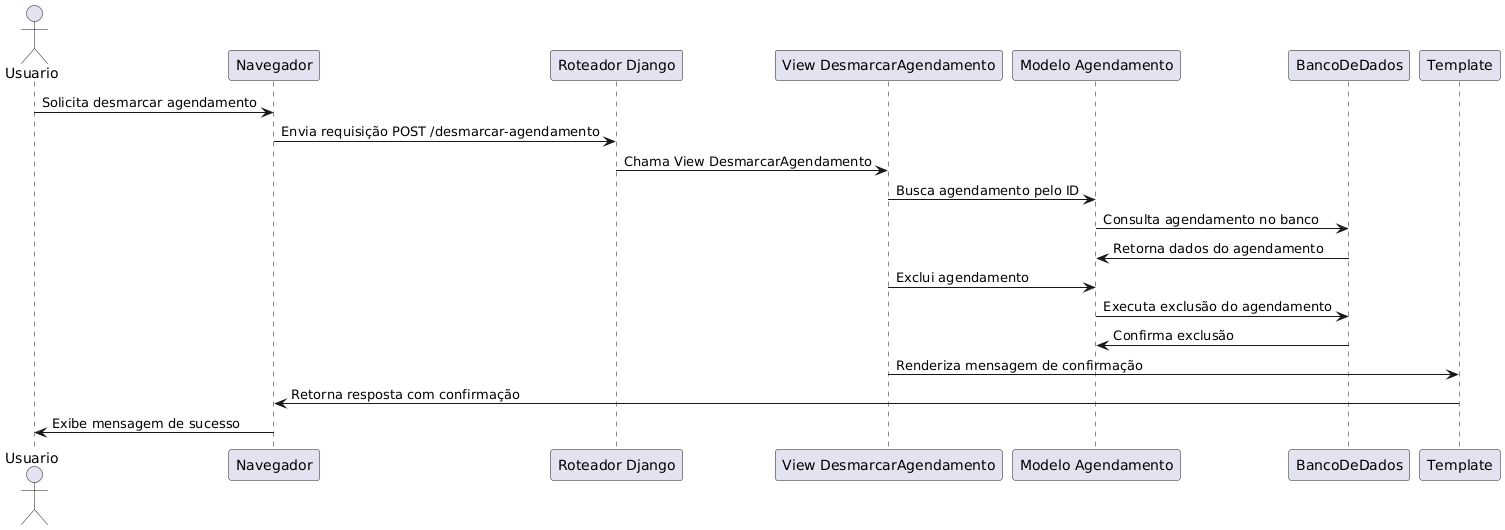 Usuario
Navegador
Roteador Django
View DesmarcarAgendamento
Modelo Agendamento
BancoDeDados
Template
Solicita desmarcar agendamento
Envia requisição POST /desmarcar-agendamento
Chama View DesmarcarAgendamento
Busca agendamento pelo ID
Consulta agendamento no banco
Retorna dados do agendamento
Exclui agendamento
Executa exclusão do agendamento
Confirma exclusão
Renderiza mensagem de confirmação
Retorna resposta com confirmação
Exibe mensagem de sucesso
Usuario
Navegador
Roteador Django
View DesmarcarAgendamento
Modelo Agendamento
BancoDeDados
Template